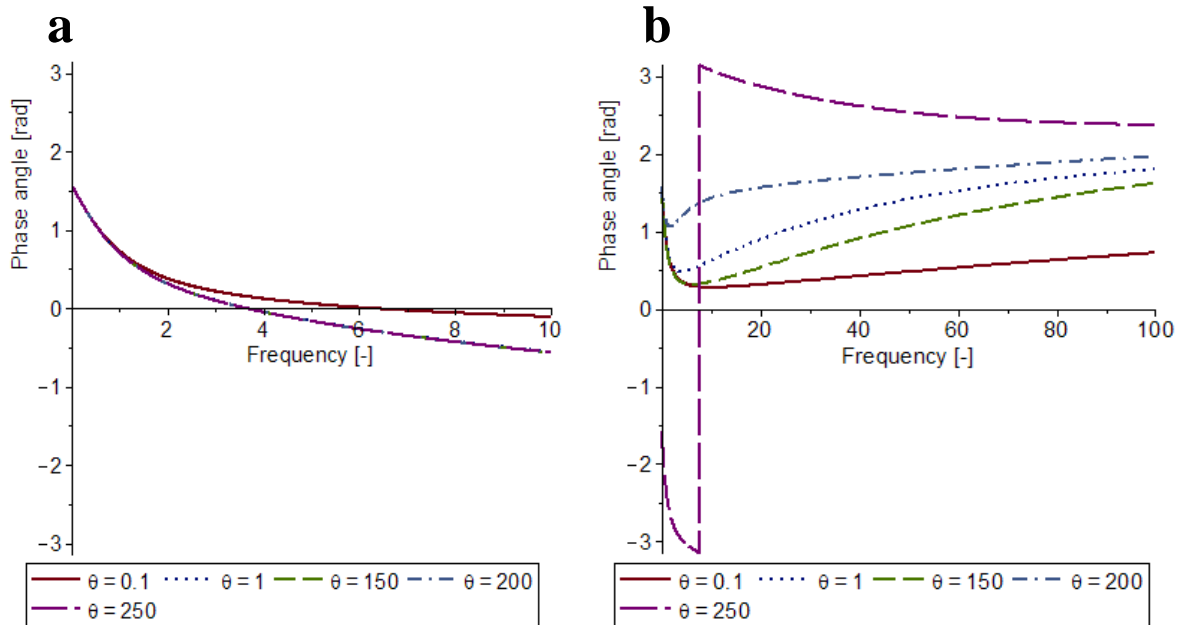 a
b
Phase angle [rad]
3
2
1
0
−1
−2
−3
2
4
6
8
10
Frequency [-]
Phase angle [rad]
3
2
1
0
−1
−2
−3
20
40
60
80
100
Frequency [-]
θ = 0.1 θ = 1 θ = 150 θ = 200
θ = 250
θ = 0.1 θ = 1 θ = 150 θ = 200
θ = 250